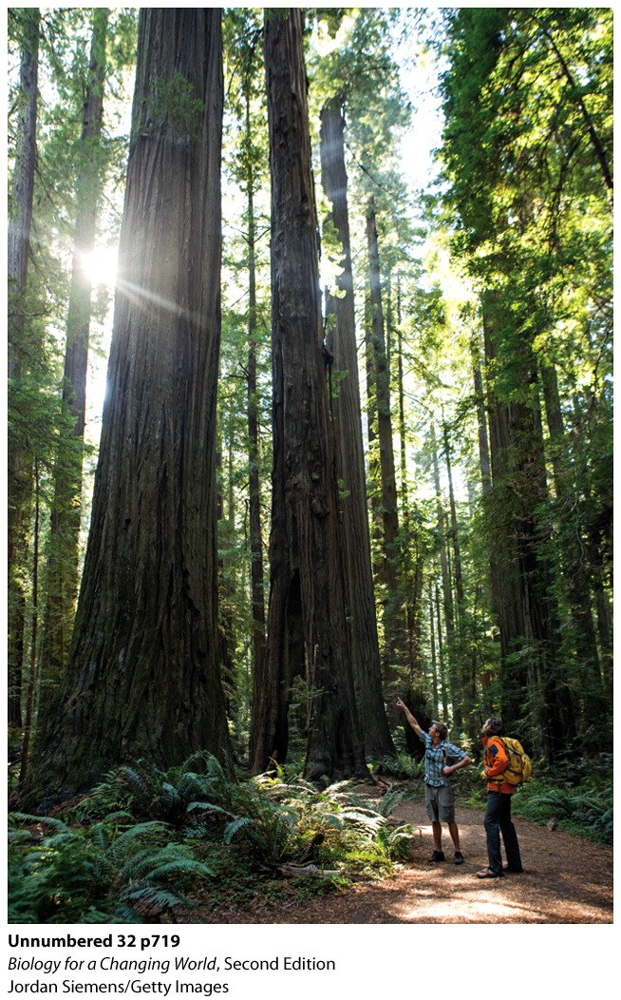 Unnumbered 32 p719
Biology for a Changing World, Second Edition
Jordan Siemens/Getty Images